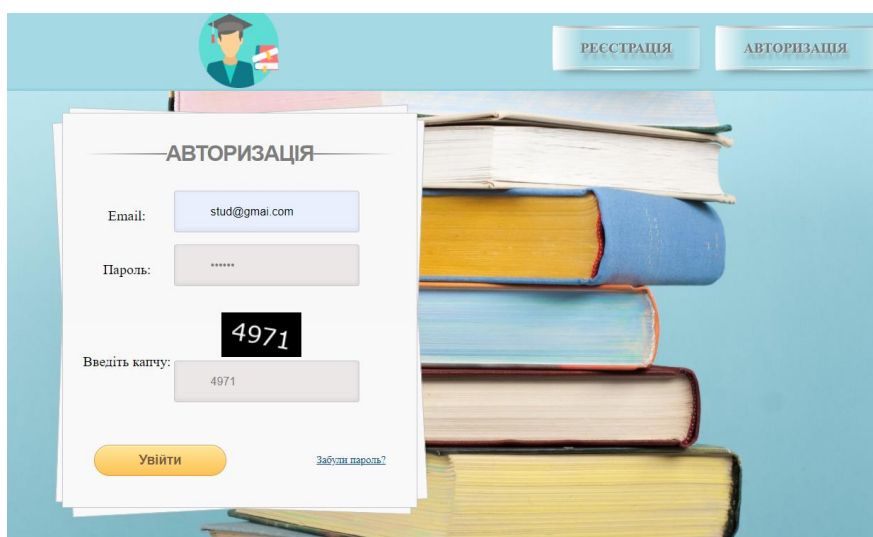 РЕЄСТРАЦІЯ
АВТОРИЗАЦІЯ
АВТОРИЗАЦІЯ
Email:
stud@gmai.com
Пароль:
••••••
4971
Введіть капчу:
4971
Увійти
Забули пароль?